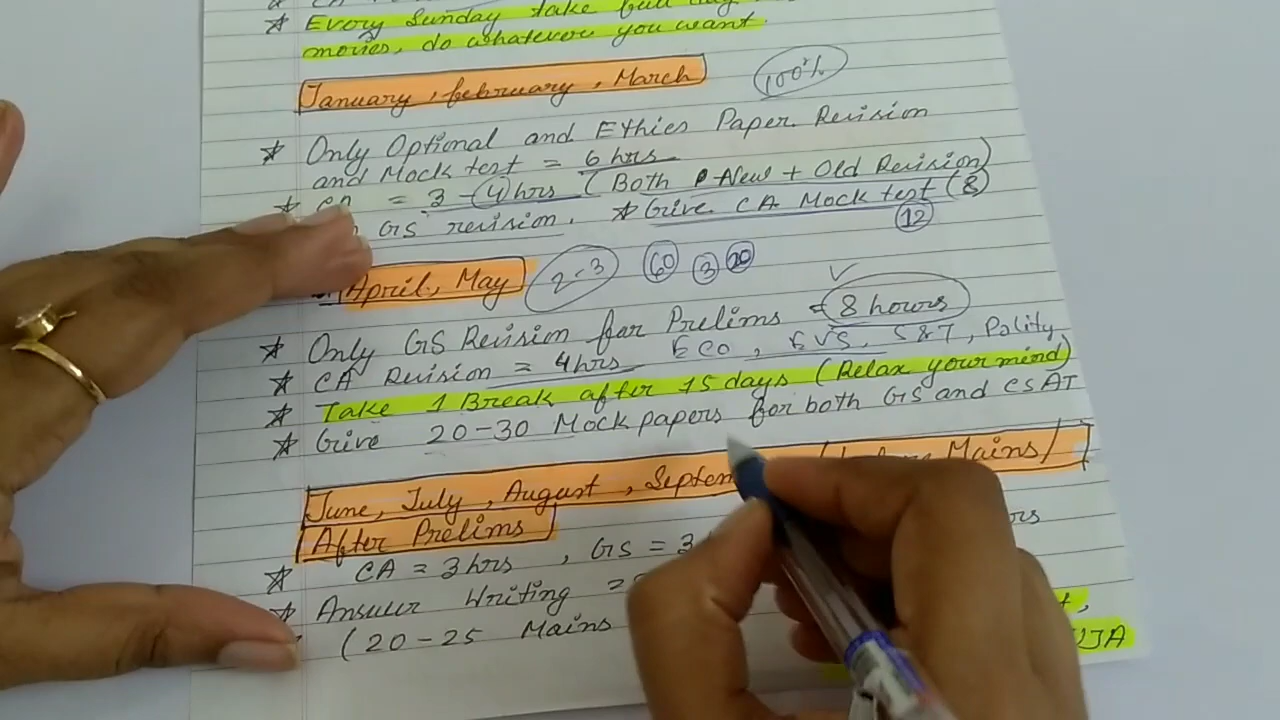 ★ Every Sunday take full day
movies, do whatever you want.
January, february, March 100%
★ Only Optional and Ethics Paper Revision
and Mock test = 6 hrs
★ CA = 3-(4) hrs (Both New + Old Revision)
GS revision. ★ Give CA Mock test (8)
12
April, May 2-3 60 3 20
★ Only GS Revision for Prelims = 8 hours
★ CA Revision = 4hrs Eco, EVS, S&T, Polity
★ Take 1 Break after 15 days (Relax your mind)
★ Give 20-30 Mock papers for both GS and CSAT
June, July, August, Septem Mains/
After Prelims
★ CA = 3hrs, GS = 3 hrs
★ Answer Writing =
(20-25 Mains